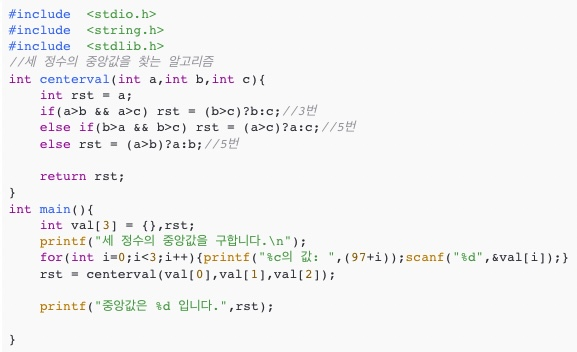 #include  <stdio.h>
#include  <string.h>
#include  <stdlib.h>
//세 정수의 중앙값을 찾는 알고리즘
int centerval(int a,int b,int c){
    int rst = a;
    if(a>b && a>c) rst = (b>c)?b:c;//3번
    else if(b>a && b>c) rst = (a>c)?a:c;//5번
    else rst = (a>b)?a:b;//5번

    return rst;
}
int main(){
    int val[3] = {},rst;
    printf("세 정수의 중앙값을 구합니다.\n");
    for(int i=0;i<3;i++){printf("%c의 값: ",(97+i));scanf("%d",&val[i]);}
    rst = centerval(val[0],val[1],val[2]);

    printf("중앙값은 %d 입니다.",rst);

}